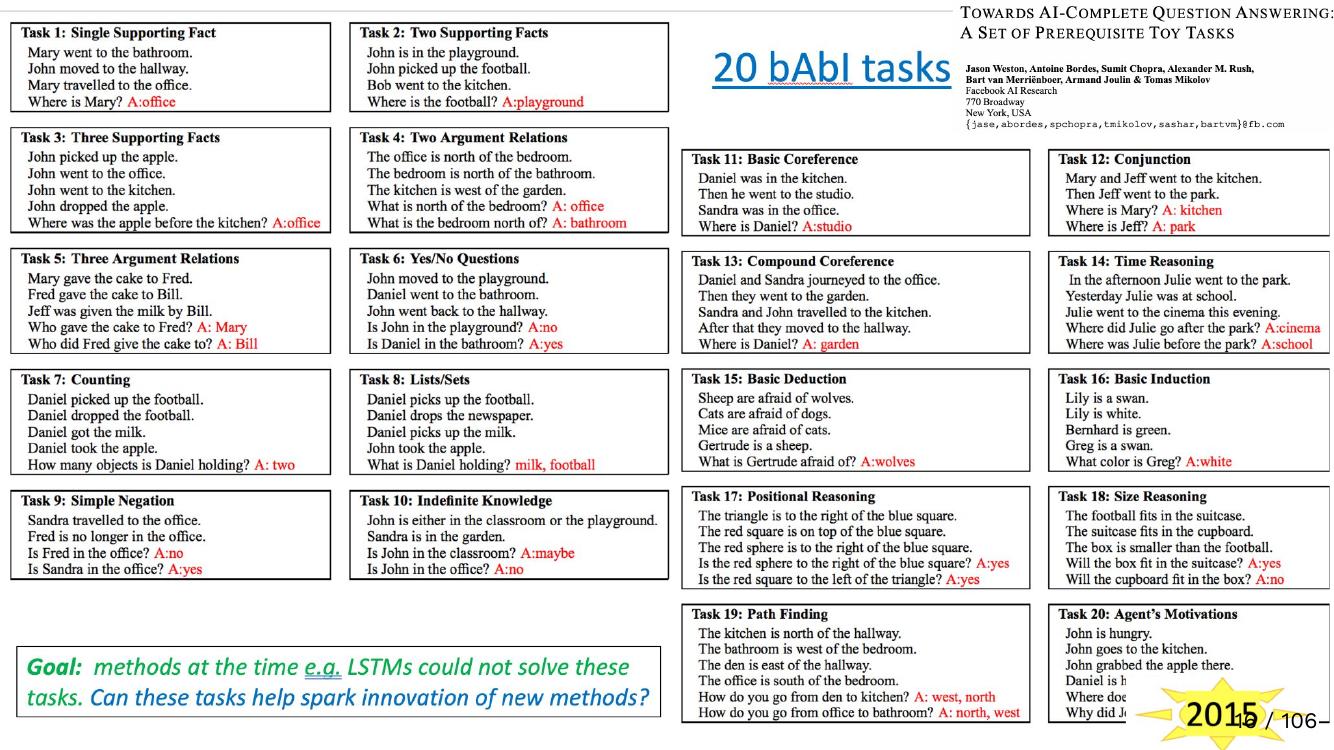 TOWARDS AI-COMPLETE QUESTION ANSWERING:
A SET OF PREREQUISITE TOY TASKS
20 bAbI tasks
Jason Weston, Antoine Bordes, Sumit Chopra, Alexander M. Rush,
Bart van Merriënboer, Armand Joulin & Tomas Mikolov
Facebook AI Research
770 Broadway
New York, USA
{jase,abordes,spchopra,tmikolov,sashar,bartvm}@fb.com
Task 1: Single Supporting Fact
Mary went to the bathroom.
John moved to the hallway.
Mary travelled to the office.
Where is Mary? A:office
Task 2: Two Supporting Facts
John is in the playground.
John picked up the football.
Bob went to the kitchen.
Where is the football? A:playground
Task 3: Three Supporting Facts
John picked up the apple.
John went to the office.
John went to the kitchen.
John dropped the apple.
Where was the apple before the kitchen? A:office
Task 4: Two Argument Relations
The office is north of the bedroom.
The bedroom is north of the bathroom.
The kitchen is west of the garden.
What is north of the bedroom? A: office
What is the bedroom north of? A: bathroom
Task 5: Three Argument Relations
Mary gave the cake to Fred.
Fred gave the cake to Bill.
Jeff was given the milk by Bill.
Who gave the cake to Fred? A: Mary
Who did Fred give the cake to? A: Bill
Task 6: Yes/No Questions
John moved to the playground.
Daniel went to the bathroom.
John went back to the hallway.
Is John in the playground? A:no
Is Daniel in the bathroom? A:yes
Task 7: Counting
Daniel picked up the football.
Daniel dropped the football.
Daniel got the milk.
Daniel took the apple.
How many objects is Daniel holding? A: two
Task 8: Lists/Sets
Daniel picks up the football.
Daniel drops the newspaper.
Daniel picks up the milk.
John took the apple.
What is Daniel holding? milk, football
Task 9: Simple Negation
Sandra travelled to the office.
Fred is no longer in the office.
Is Fred in the office? A:no
Is Sandra in the office? A:yes
Task 10: Indefinite Knowledge
John is either in the classroom or the playground.
Sandra is in the garden.
Is John in the classroom? A:maybe
Is John in the office? A:no
Task 11: Basic Coreference
Daniel was in the kitchen.
Then he went to the studio.
Sandra was in the office.
Where is Daniel? A:studio
Task 12: Conjunction
Mary and Jeff went to the kitchen.
Then Jeff went to the park.
Where is Mary? A: kitchen
Where is Jeff? A: park
Task 13: Compound Coreference
Daniel and Sandra journeyed to the office.
Then they went to the garden.
Sandra and John travelled to the kitchen.
After that they moved to the hallway.
Where is Daniel? A: garden
Task 14: Time Reasoning
In the afternoon Julie went to the park.
Yesterday Julie was at school.
Julie went to the cinema this evening.
Where did Julie go after the park? A:cinema
Where was Julie before the park? A:school
Task 15: Basic Deduction
Sheep are afraid of wolves.
Cats are afraid of dogs.
Mice are afraid of cats.
Gertrude is a sheep.
What is Gertrude afraid of? A:wolves
Task 16: Basic Induction
Lily is a swan.
Lily is white.
Bernhard is green.
Greg is a swan.
What color is Greg? A:white
Task 17: Positional Reasoning
The triangle is to the right of the blue square.
The red square is on top of the blue square.
The red sphere is to the right of the blue square.
Is the red sphere to the right of the blue square? A:yes
Is the red square to the left of the triangle? A:yes
Task 18: Size Reasoning
The football fits in the suitcase.
The suitcase fits in the cupboard.
The box is smaller than the football.
Will the box fit in the suitcase? A:yes
Will the cupboard fit in the box? A:no
Task 19: Path Finding
The kitchen is north of the hallway.
The bathroom is west of the bedroom.
The den is east of the hallway.
The office is south of the bedroom.
How do you go from den to kitchen? A: west, north
How do you go from office to bathroom? A: north, west
Task 20: Agent's Motivations
John is hungry.
John goes to the kitchen.
John grabbed the apple there.
Daniel is
Where
Why did
Goal: methods at the time e.g. LSTMs could not solve these
tasks. Can these tasks help spark innovation of new methods?
2015
/ 106